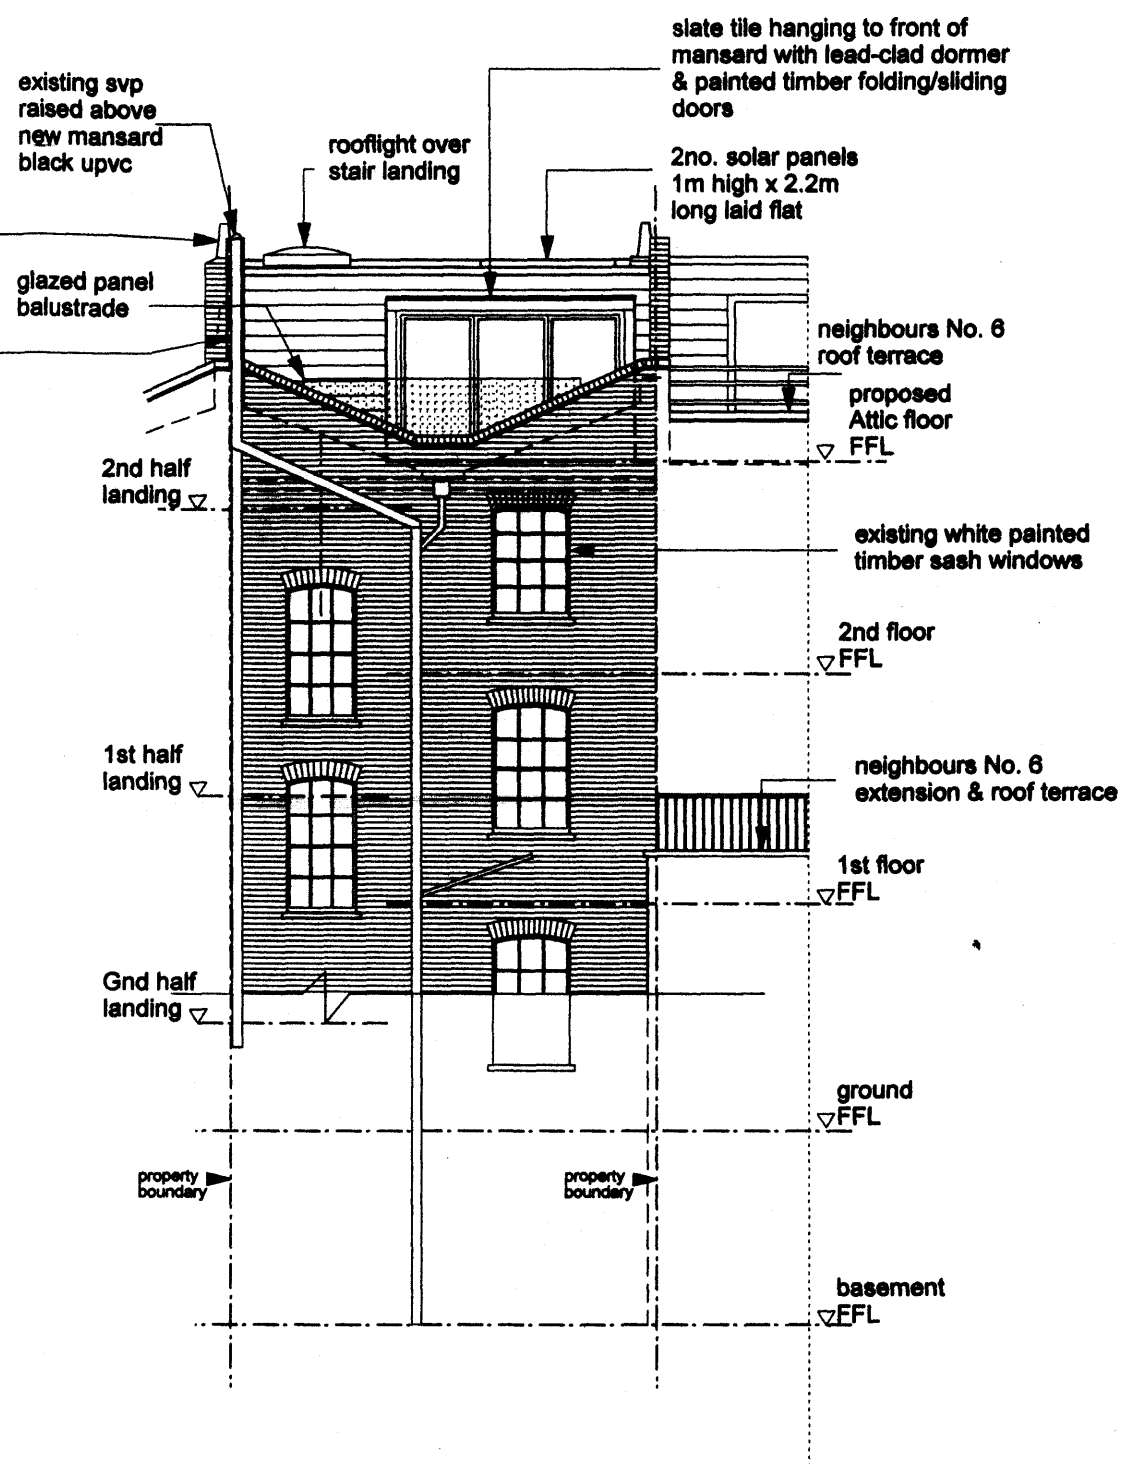 slate tile hanging to front of
mansard with lead-clad dormer
& painted timber folding/sliding
doors
existing svp
raised above
new mansard
black upvc
rooflight over
stair landing
2no. solar panels
1m high x 2.2m
long laid flat
glazed panel
balustrade
neighbours No. 6
roof terrace
proposed
Attic floor
FFL
2nd half
landing
existing white painted
timber sash windows
2nd floor
FFL
1st half
landing
neighbours No. 6
extension & roof terrace
1st floor
FFL
Gnd half
landing
ground
FFL
property
boundary
property
boundary
basement
FFL